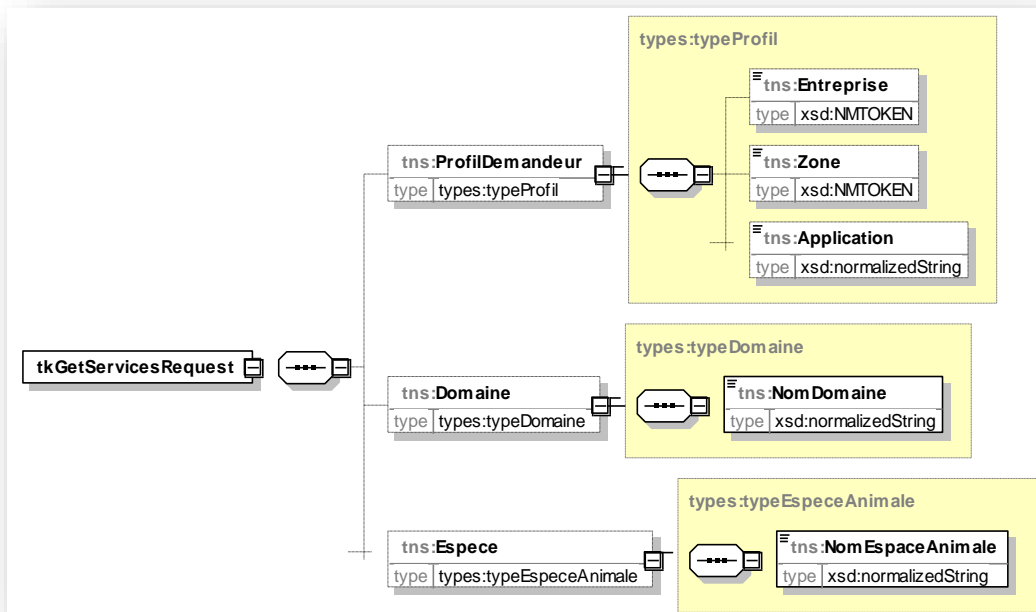 types:typeProfil
tns:Entreprise
type xsd:NMTOKEN
tns:ProfilDemandeur
type types:typeProfil
tns:Zone
type xsd:NMTOKEN
tns:Application
type xsd:normalizedString
tkGetServicesRequest
types:typeDomaine
tns:Domaine
type types:typeDomaine
tns:NomDomaine
type xsd:normalizedString
types:typeEspeceAnimale
tns:Espece
type types:typeEspeceAnimale
tns:NomEspaceAnimale
type xsd:normalizedString